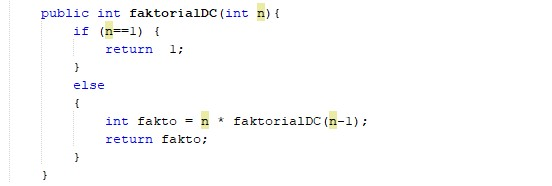 public int faktorialDC(int n){
if (n==1) {
return  1;
}
else
{
int fakto = n * faktorialDC(n-1);
return fakto;
}
}